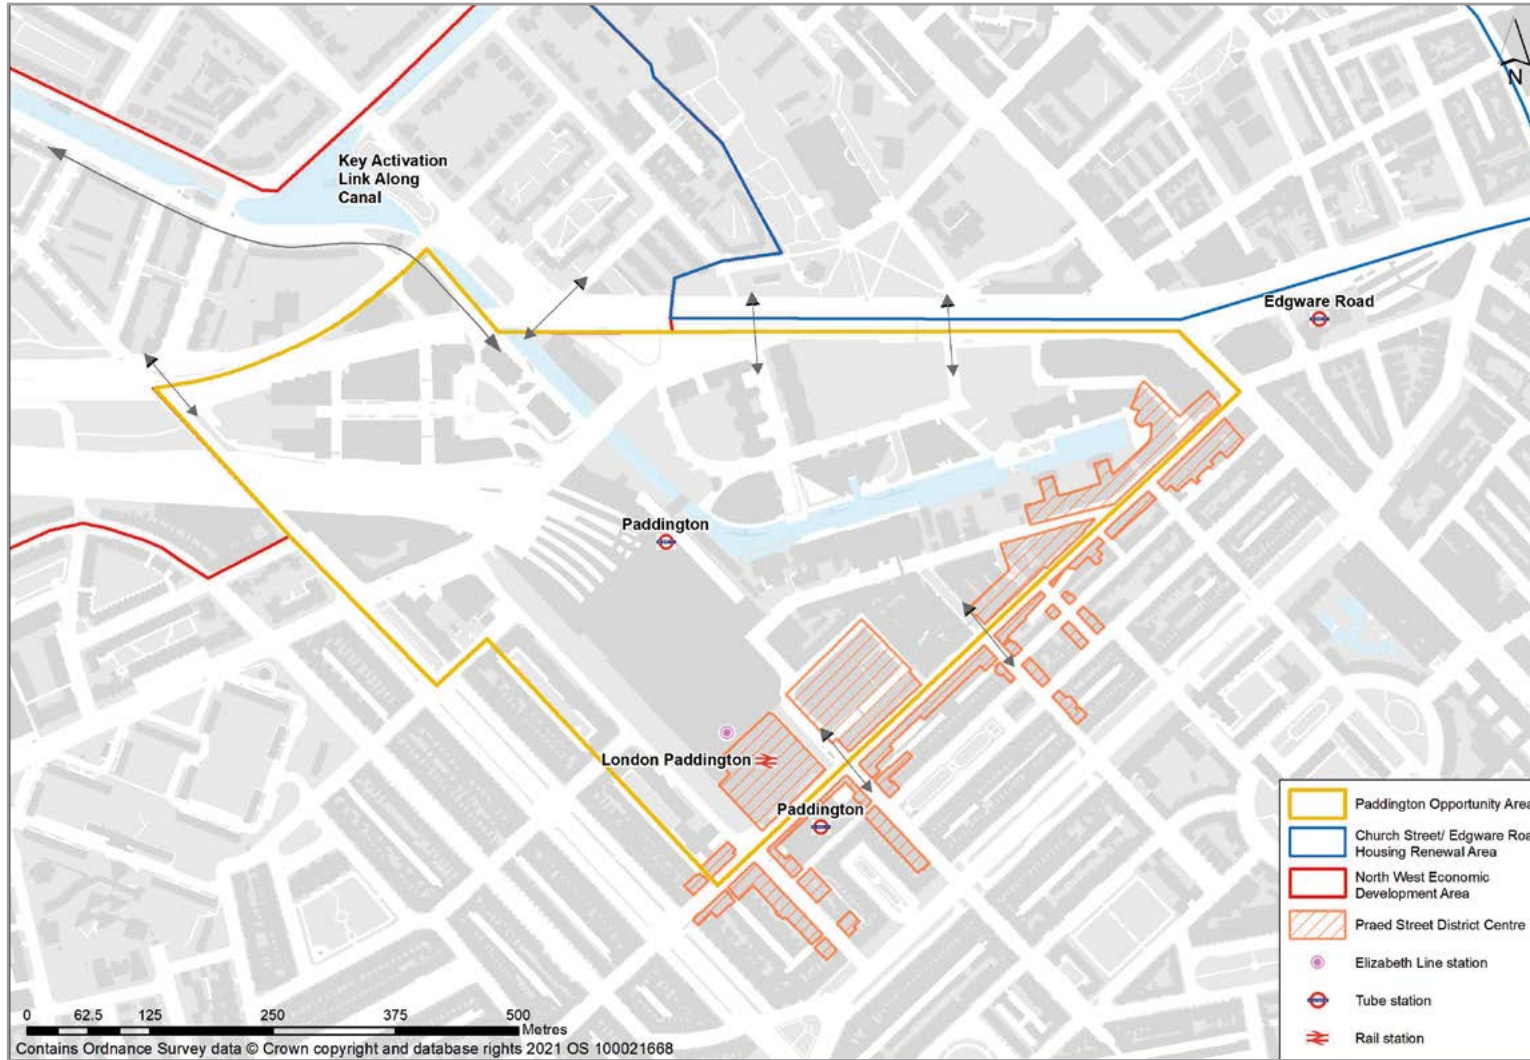 N
Key Activation
Link Along
Canal
Edgware Road
Paddington
London Paddington
Paddington
Paddington Opportunity Area
Church Street/ Edgware Roa
Housing Renewal Area
North West Economic
Development Area
Praed Street District Centre
Elizabeth Line station
Tube station
Rail station
0 62.5 125 250 375 500
Metres
Contains Ordnance Survey data © Crown copyright and database rights 2021 OS 100021668